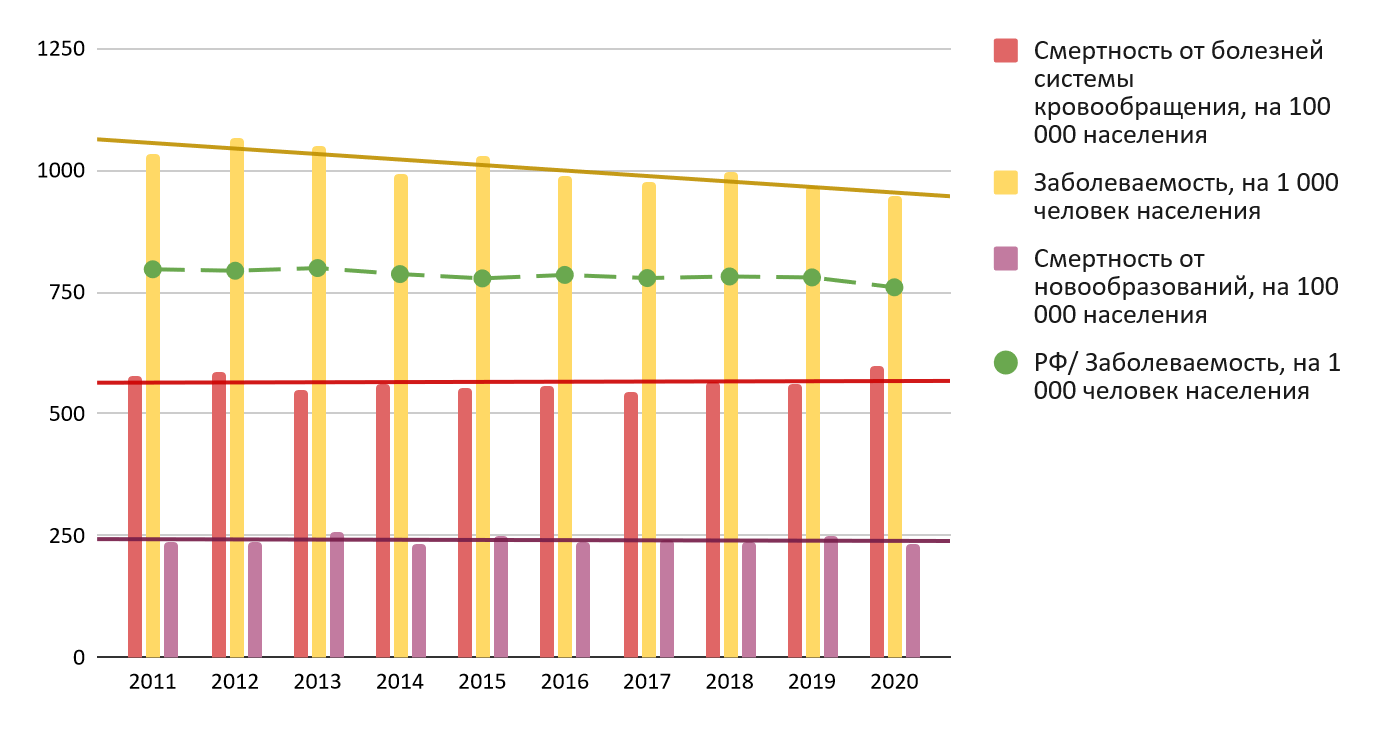 1250
1000
750
500
250
0
2011 2012 2013 2014 2015 2016 2017 2018 2019 2020
Смертность от болезней
системы
кровообращения, на 100
000 населения
Заболеваемость, на 1 000
человек населения
Смертность от
новообразований, на 100
000 населения
РФ/ Заболеваемость, на 1
000 человек населения